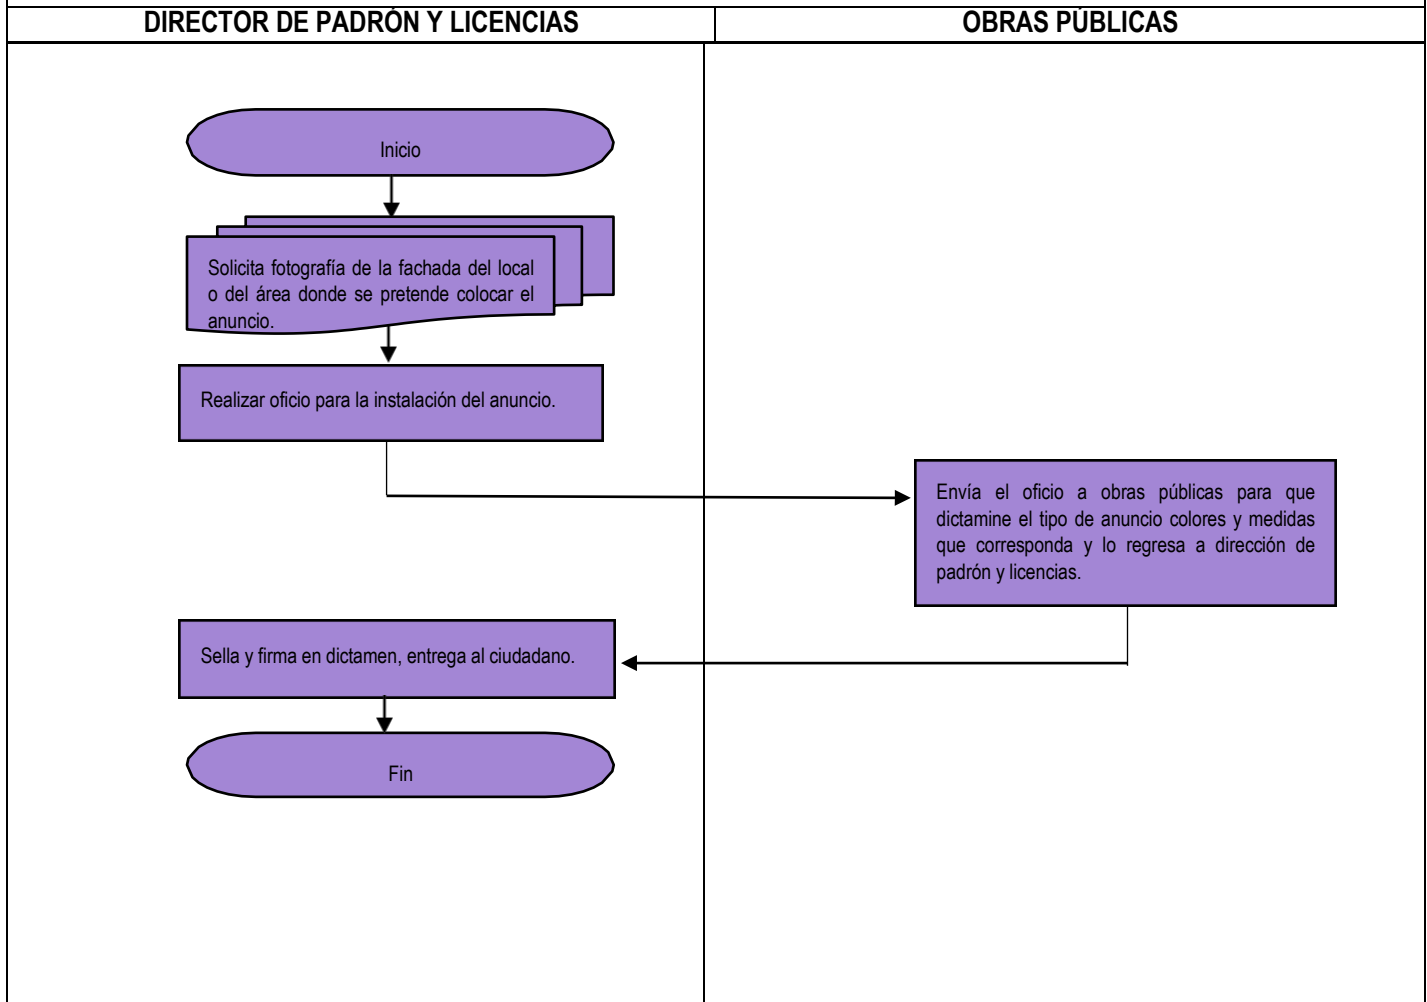 DIRECTOR DE PADRÓN Y LICENCIAS
OBRAS PÚBLICAS
Inicio
Solicita fotografía de la fachada del local
o del área donde se pretende colocar el
anuncio.
Realizar oficio para la instalación del anuncio.
Envía el oficio a obras públicas para que
dictamine el tipo de anuncio colores y medidas
que corresponda y lo regresa a dirección de
padrón y licencias.
Sella y firma en dictamen, entrega al ciudadano.
Fin